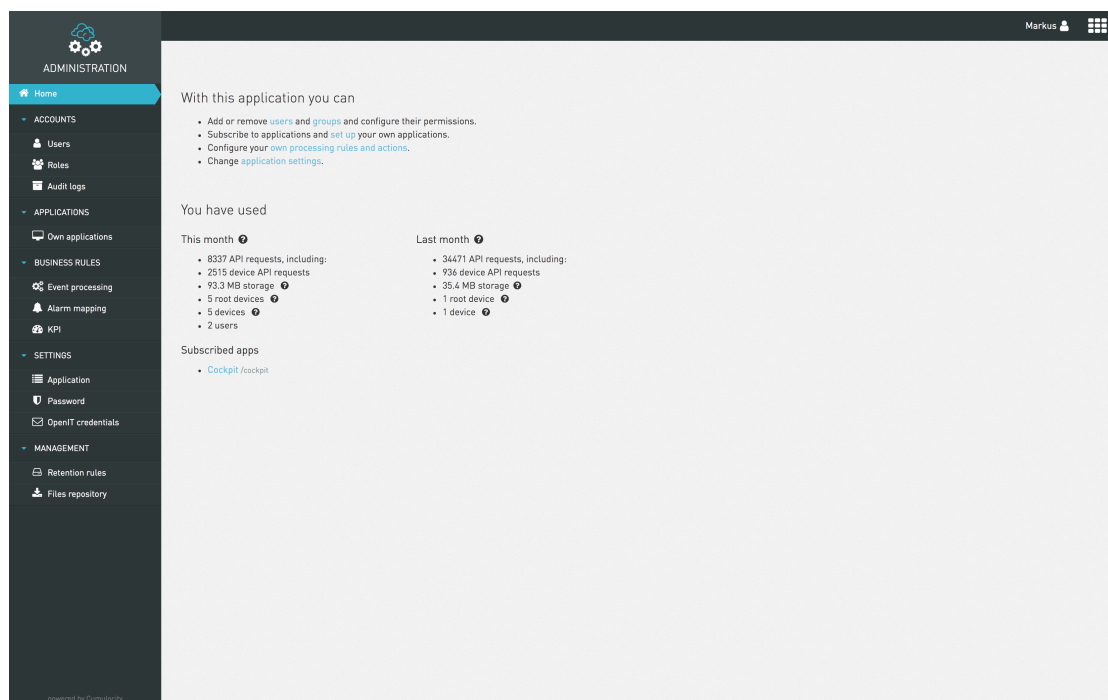 Markus
ADMINISTRATION
Home
ACCOUNTS
Users
Roles
Audit logs
APPLICATIONS
Own applications
BUSINESS RULES
Event processing
Alarm mapping
KPI
SETTINGS
Application
Password
OpenIT credentials
MANAGEMENT
Retention rules
Files repository
powered by Cumulocity
With this application you can
Add or remove users and groups and configure their permissions.
Subscribe to applications and set up your own applications.
Configure your own processing rules and actions.
Change application settings.
You have used
This month
8337 API requests, including:
2515 device API requests
93.3 MB storage
5 root devices
5 devices
2 users
Last month
34471 API requests, including:
936 device API requests
35.4 MB storage
1 root device
1 device
Subscribed apps
Cockpit /cockpit